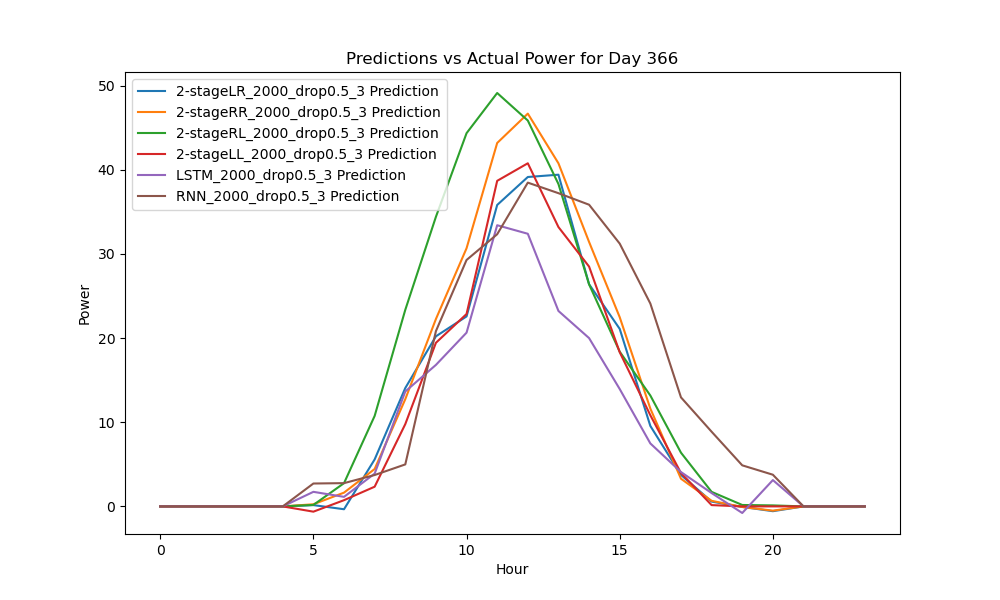 Predictions vs Actual Power for Day 366
2-stageLR_2000_drop0.5_3 Prediction
2-stageRR_2000_drop0.5_3 Prediction
2-stageRL_2000_drop0.5_3 Prediction
2-stageLL_2000_drop0.5_3 Prediction
LSTM_2000_drop0.5_3 Prediction
RNN_2000_drop0.5_3 Prediction
50
40
30
20
10
0
Power
0 5 10 15 20
Hour